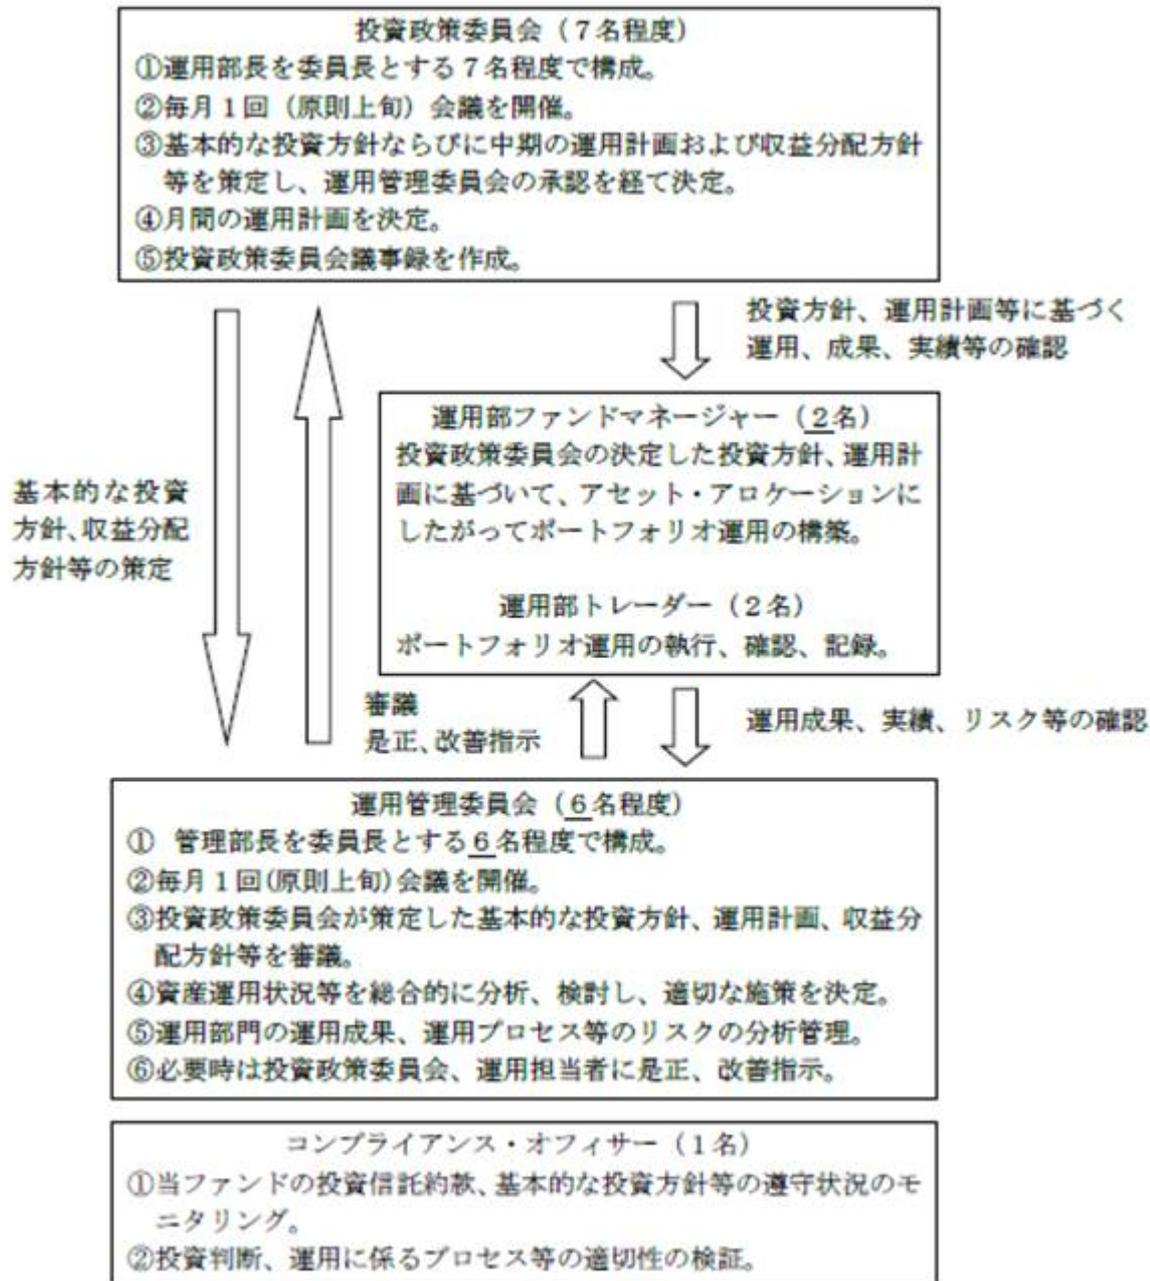 投資政策委員会（７名程度）
①運用部長を委員長とする７名程度で構成。
②毎月１回（原則上旬）会議を開催。
③基本的な投資方針ならびに中期の運用計画および収益分配方針
等を策定し、運用管理委員会の承認を経て決定。
④月間の運用計画を決定。
⑤投資政策委員会議事録を作成。
投資方針、運用計画等に基づく
運用、成果、実績等の確認
運用部ファンドマネージャー（２名）
投資政策委員会の決定した投資方針、運用計
画に基づいて、アセット・アロケーションに
したがってポートフォリオ運用の構築。
運用部トレーダー（２名）
ポートフォリオ運用の執行、確認、記録。
基本的な投資
方針、収益分配
方針等の策定
審議
是正、改善指示
運用成果、実績、リスク等の確認
運用管理委員会（６名程度）
① 管理部長を委員長とする６名程度で構成。
②毎月１回(原則上旬)会議を開催。
③投資政策委員会が策定した基本的な投資方針、運用計画、収益分
配方針等を審議。
④資産運用状況等を総合的に分析、検討し、適切な施策を決定。
⑤運用部門の運用成果、運用プロセス等のリスクの分析管理。
⑥必要時は投資政策委員会、運用担当者に是正、改善指示。
コンプライアンス・オフィサー（１名）
①当ファンドの投資信託約款、基本的な投資方針等の遵守状況のモ
ニタリング。
②投資判断、運用に係るプロセス等の適切性の検証。